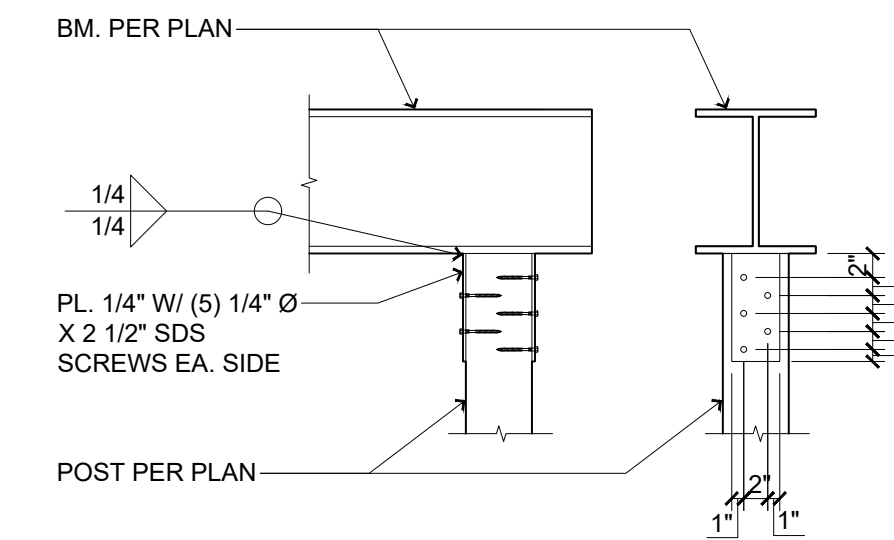 BM. PER PLAN
1/4
1/4
PL. 1/4" W/ (5) 1/4" Ø
X 2 1/2" SDS
SCREWS EA. SIDE
POST PER PLAN
2"
2"
1"
1"